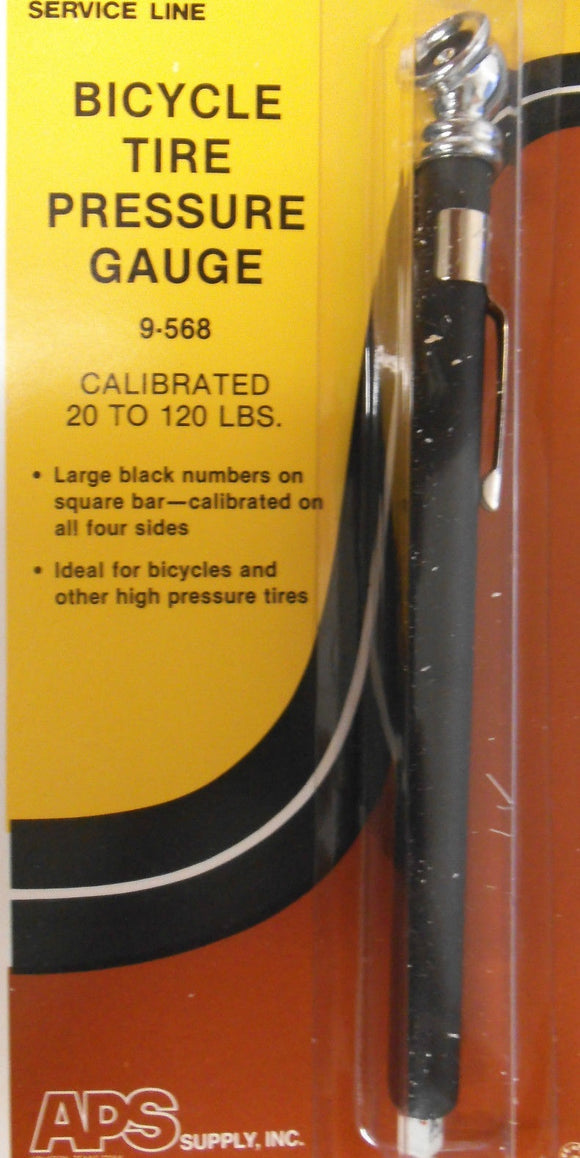 SERVICE LINE
BICYCLE
TIRE
PRESSURE
GAUGE
9-568
CALIBRATED
20 TO 120 LBS.
• Large black numbers on
square bar—calibrated on
all four sides
• Ideal for bicycles and
other high pressure tires
APS SUPPLY, INC.